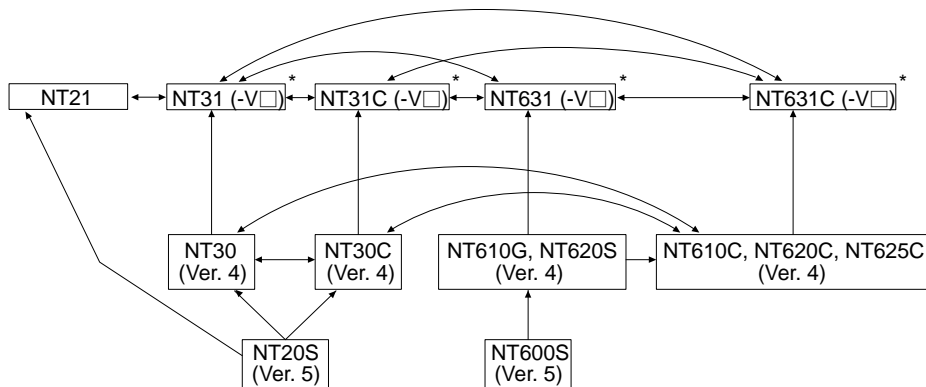 * * * *
NT21 NT31 (-V□) NT31C (-V□) NT631 (-V□) NT631C (-V□)
NT30 NT30C NT610G, NT620S NT610C, NT620C, NT625C
(Ver. 4) (Ver. 4) (Ver. 4) (Ver. 4)
NT20S NT600S
(Ver. 5) (Ver. 5)